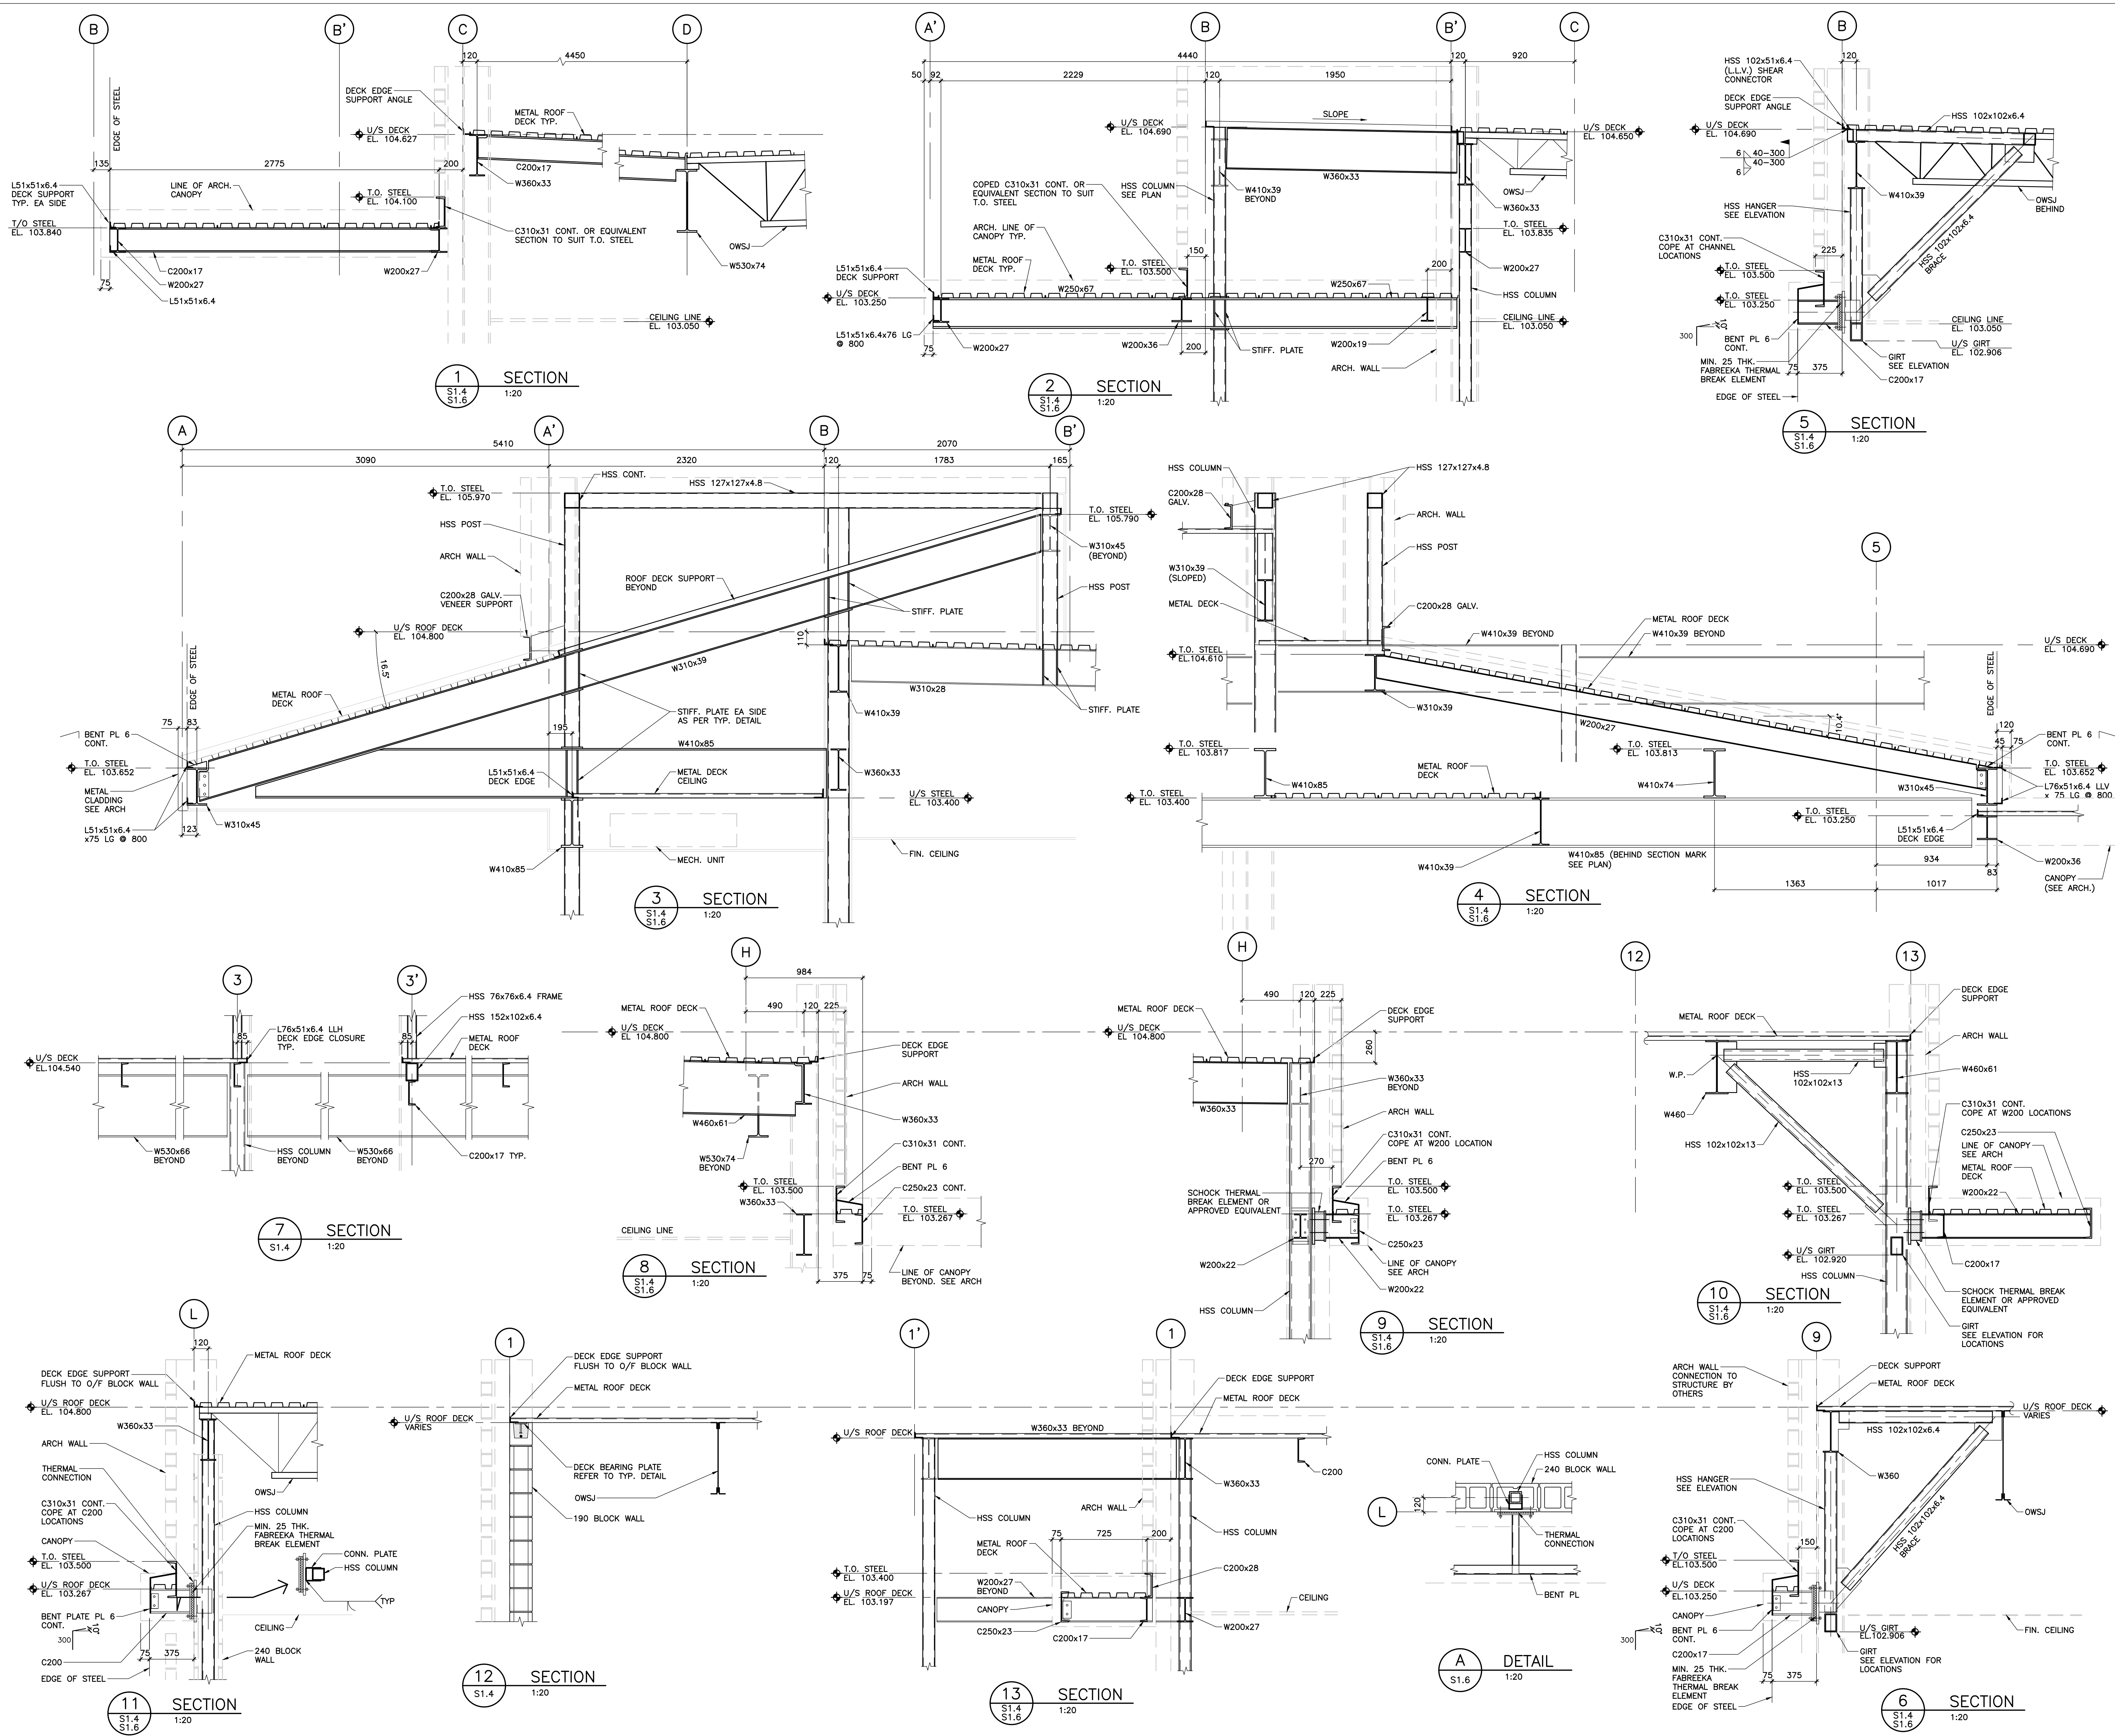 B
B'
C
D
120
4450
EDGE OF STEEL
DECK EDGE
SUPPORT ANGLE
METAL ROOF
DECK TYP.
U/S DECK
EL. 104.627
135
2775
200
C200x17
W360x33
L51x51x6.4
DECK SUPPORT
TYP. EA SIDE
LINE OF ARCH.
CANOPY
T.O. STEEL
EL. 104.100
T/O STEEL
EL. 103.840
C310x31 CONT. OR EQUIVALENT
SECTION TO SUIT T.O. STEEL
OWSJ
W530x74
C200x17
W200x27
W200x27
75
L51x51x6.4
CEILING LINE
EL. 103.050
1
S1.4
S1.6
SECTION
1:20
A'
B
B'
C
4440
120
920
50
92
2229
120
1950
SLOPE
U/S DECK
EL. 104.690
U/S DECK
EL. 104.650
COPED C310x31 CONT. OR
EQUIVALENT SECTION TO SUIT
T.O. STEEL
HSS COLUMN
SEE PLAN
W410x39
BEYOND
W360x33
OWSJ
W360x33
ARCH. LINE OF
CANOPY TYP.
150
T.O. STEEL
EL. 103.835
METAL ROOF
DECK TYP.
T.O. STEEL
EL. 103.500
200
W200x27
L51x51x6.4
DECK SUPPORT
W250x67
W250x67
U/S DECK
EL. 103.250
HSS COLUMN
CEILING LINE
EL. 103.050
L51x51x6.4x76 LG
@ 800
75
W200x27
W200x36
200
STIFF. PLATE
W200x19
ARCH. WALL
2
S1.4
S1.6
SECTION
1:20
B
120
HSS 102x51x6.4
(L.L.V.) SHEAR
CONNECTOR
DECK EDGE
SUPPORT ANGLE
HSS 102x102x6.4
U/S DECK
EL. 104.690
6
40-300
40-300
6
W410x39
OWSJ
BEHIND
HSS HANGER
SEE ELEVATION
C310x31 CONT.
COPE AT CHANNEL
LOCATIONS
225
HSS 102x102x6.4
BRACE
T.O. STEEL
EL. 103.500
T.O. STEEL
EL. 103.250
CEILING LINE
EL. 103.050
300
BENT PL 6
CONT.
U/S GIRT
EL. 102.906
MIN. 25 THK.
FABREEKA THERMAL
BREAK ELEMENT
75
375
GIRT
SEE ELEVATION
C200x17
EDGE OF STEEL
5
S1.4
S1.6
SECTION
1:20
A
A'
B
B'
5410
2070
3090
2320
120
1783
165
HSS CONT.
HSS 127x127x4.8
T.O. STEEL
EL. 105.970
T.O. STEEL
EL. 105.790
HSS POST
W310x45
(BEYOND)
ARCH WALL
ROOF DECK SUPPORT
BEYOND
HSS POST
C200x28 GALV.
VENEER SUPPORT
STIFF. PLATE
U/S ROOF DECK
EL. 104.800
110
16.5°
EDGE OF STEEL
W310x39
W310x28
METAL ROOF
DECK
STIFF. PLATE EA SIDE
AS PER TYP. DETAIL
W410x39
STIFF. PLATE
75
83
195
BENT PL 6
CONT.
W410x85
T.O. STEEL
EL. 103.652
L51x51x6.4
DECK EDGE
METAL DECK
CEILING
W360x33
METAL
CLADDING
SEE ARCH
U/S STEEL
EL. 103.400
L51x51x6.4
x75 LG @ 800
123
W310x45
W410x85
MECH. UNIT
FIN. CEILING
3
S1.4
S1.6
SECTION
1:20
HSS COLUMN
HSS 127x127x4.8
C200x28
GALV.
ARCH. WALL
HSS POST
5
W310x39
(SLOPED)
METAL DECK
C200x28 GALV.
METAL ROOF DECK
W410x39 BEYOND
W410x39 BEYOND
U/S DECK
EL. 104.690
T.O. STEEL
EL.104.610
EDGE OF STEEL
W310x39
W200x27
10.4°
120
45
75
BENT PL 6
CONT.
T.O. STEEL
EL. 103.817
T.O. STEEL
EL. 103.813
T.O. STEEL
EL. 103.652
W410x85
METAL ROOF
DECK
W410x74
W310x45
L76x51x6.4 LLV
x 75 LG @ 800
T.O. STEEL
EL. 103.400
T.O. STEEL
EL. 103.250
L51x51x6.4
DECK EDGE
W410x39
W410x85 (BEHIND SECTION MARK
SEE PLAN)
934
83
W200x36
1363
1017
CANOPY
(SEE ARCH.)
4
S1.4
S1.6
SECTION
1:20
3
3'
HSS 76x76x6.4 FRAME
HSS 152x102x6.4
85
L76x51x6.4 LLH
DECK EDGE CLOSURE
TYP.
85
METAL ROOF
DECK
U/S DECK
EL.104.540
W530x66
BEYOND
HSS COLUMN
BEYOND
W530x66
BEYOND
C200x17 TYP.
7
S1.4
SECTION
1:20
H
984
490
120
225
METAL ROOF DECK
U/S DECK
EL 104.800
DECK EDGE
SUPPORT
ARCH WALL
W460x61
W360x33
W530x74
BEYOND
C310x31 CONT.
BENT PL 6
T.O. STEEL
EL. 103.500
C250x23 CONT.
W360x33
T.O. STEEL
EL. 103.267
CEILING LINE
375
75
LINE OF CANOPY
BEYOND. SEE ARCH
8
S1.4
S1.6
SECTION
1:20
H
490
120
225
METAL ROOF DECK
DECK EDGE
SUPPORT
U/S DECK
EL 104.800
260
W360x33
BEYOND
W360x33
ARCH WALL
C310x31 CONT.
COPE AT W200 LOCATION
270
BENT PL 6
SCHOCK THERMAL
BREAK ELEMENT OR
APPROVED EQUIVALENT
T.O. STEEL
EL. 103.500
T.O. STEEL
EL. 103.267
C250x23
W200x22
LINE OF CANOPY
SEE ARCH
W200x22
HSS COLUMN
9
S1.4
S1.6
SECTION
1:20
12
13
METAL ROOF DECK
DECK EDGE
SUPPORT
ARCH WALL
W.P.
HSS
102x102x13
W460x61
W460
HSS 102x102x13
C310x31 CONT.
COPE AT W200 LOCATIONS
C250x23
LINE OF CANOPY
SEE ARCH
METAL ROOF
DECK
T.O. STEEL
EL. 103.500
W200x22
T.O. STEEL
EL. 103.267
U/S GIRT
EL. 102.920
C200x17
HSS COLUMN
SCHOCK THERMAL BREAK
ELEMENT OR APPROVED
EQUIVALENT
GIRT
SEE ELEVATION FOR
LOCATIONS
10
S1.4
S1.6
SECTION
1:20
L
120
METAL ROOF DECK
DECK EDGE SUPPORT
FLUSH TO O/F BLOCK WALL
U/S ROOF DECK
EL. 104.800
W360x33
ARCH WALL
THERMAL
CONNECTION
OWSJ
C310x31 CONT.
COPE AT C200
LOCATIONS
HSS COLUMN
MIN. 25 THK.
FABREEKA THERMAL
BREAK ELEMENT
CANOPY
T.O. STEEL
EL. 103.500
CONN. PLATE
HSS COLUMN
U/S ROOF DECK
EL. 103.267
TYP
BENT PLATE PL 6
CONT.
300
CEILING
75
375
240 BLOCK
WALL
C200
EDGE OF STEEL
11
S1.4
S1.6
SECTION
1:20
1
DECK EDGE SUPPORT
FLUSH TO O/F BLOCK WALL
METAL ROOF DECK
U/S ROOF DECK
VARIES
DECK BEARING PLATE
REFER TO TYP. DETAIL
OWSJ
190 BLOCK WALL
12
S1.4
SECTION
1:20
1'
1
DECK EDGE SUPPORT
METAL ROOF DECK
W360x33 BEYOND
U/S ROOF DECK
C200
W360x33
ARCH WALL
HSS COLUMN
HSS COLUMN
75
725
200
METAL ROOF
DECK
T.O. STEEL
EL. 103.400
W200x27
BEYOND
C200x28
U/S ROOF DECK
EL. 103.197
CANOPY
CEILING
C250x23
C200x17
W200x27
13
S1.4
S1.6
SECTION
1:20
HSS COLUMN
CONN. PLATE
240 BLOCK WALL
120
L
THERMAL
CONNECTION
BENT PL
A
S1.6
DETAIL
1:20
9
ARCH WALL
CONNECTION TO
STRUCTURE BY
OTHERS
DECK SUPPORT
METAL ROOF DECK
U/S ROOF DECK
VARIES
HSS 102x102x6.4
W360
HSS HANGER
SEE ELEVATION
HSS 102x102x6.4
BRACE
OWSJ
C310x31 CONT.
COPE AT C200
LOCATIONS
150
T/O STEEL
EL.103.500
U/S DECK
EL.103.250
CANOPY
300
BENT PL 6
CONT.
U/S GIRT
EL.102.906
FIN. CEILING
C200x17
GIRT
SEE ELEVATION FOR
LOCATIONS
MIN. 25 THK.
FABREEKA
THERMAL BREAK
ELEMENT
75
375
EDGE OF STEEL
6
S1.4
S1.6
SECTION
1:20